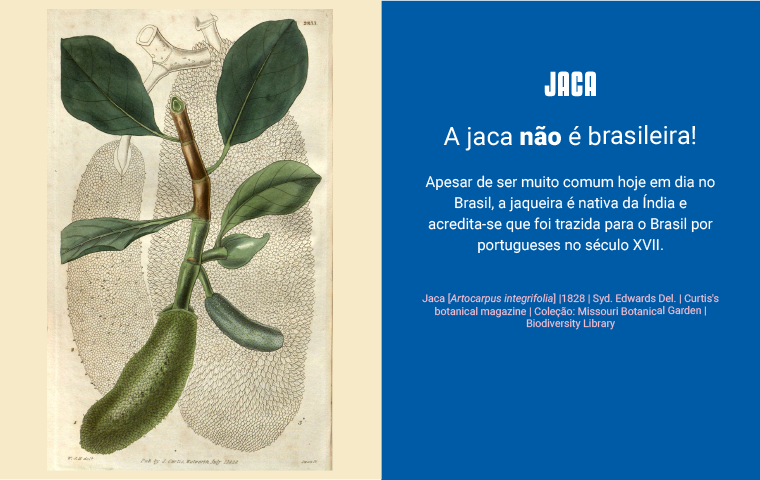 2833.
JACA
A jaca não é brasileira!
Apesar de ser muito comum hoje em dia no
Brasil, a jaqueira é nativa da Índia e
acredita-se que foi trazida para o Brasil por
portugueses no século XVII.
Jaca [Artocarpus integrifolia] |1828 | Syd. Edwards Del. | Curtis's
botanical magazine | Coleção: Missouri Botanical Garden |
Biodiversity Library